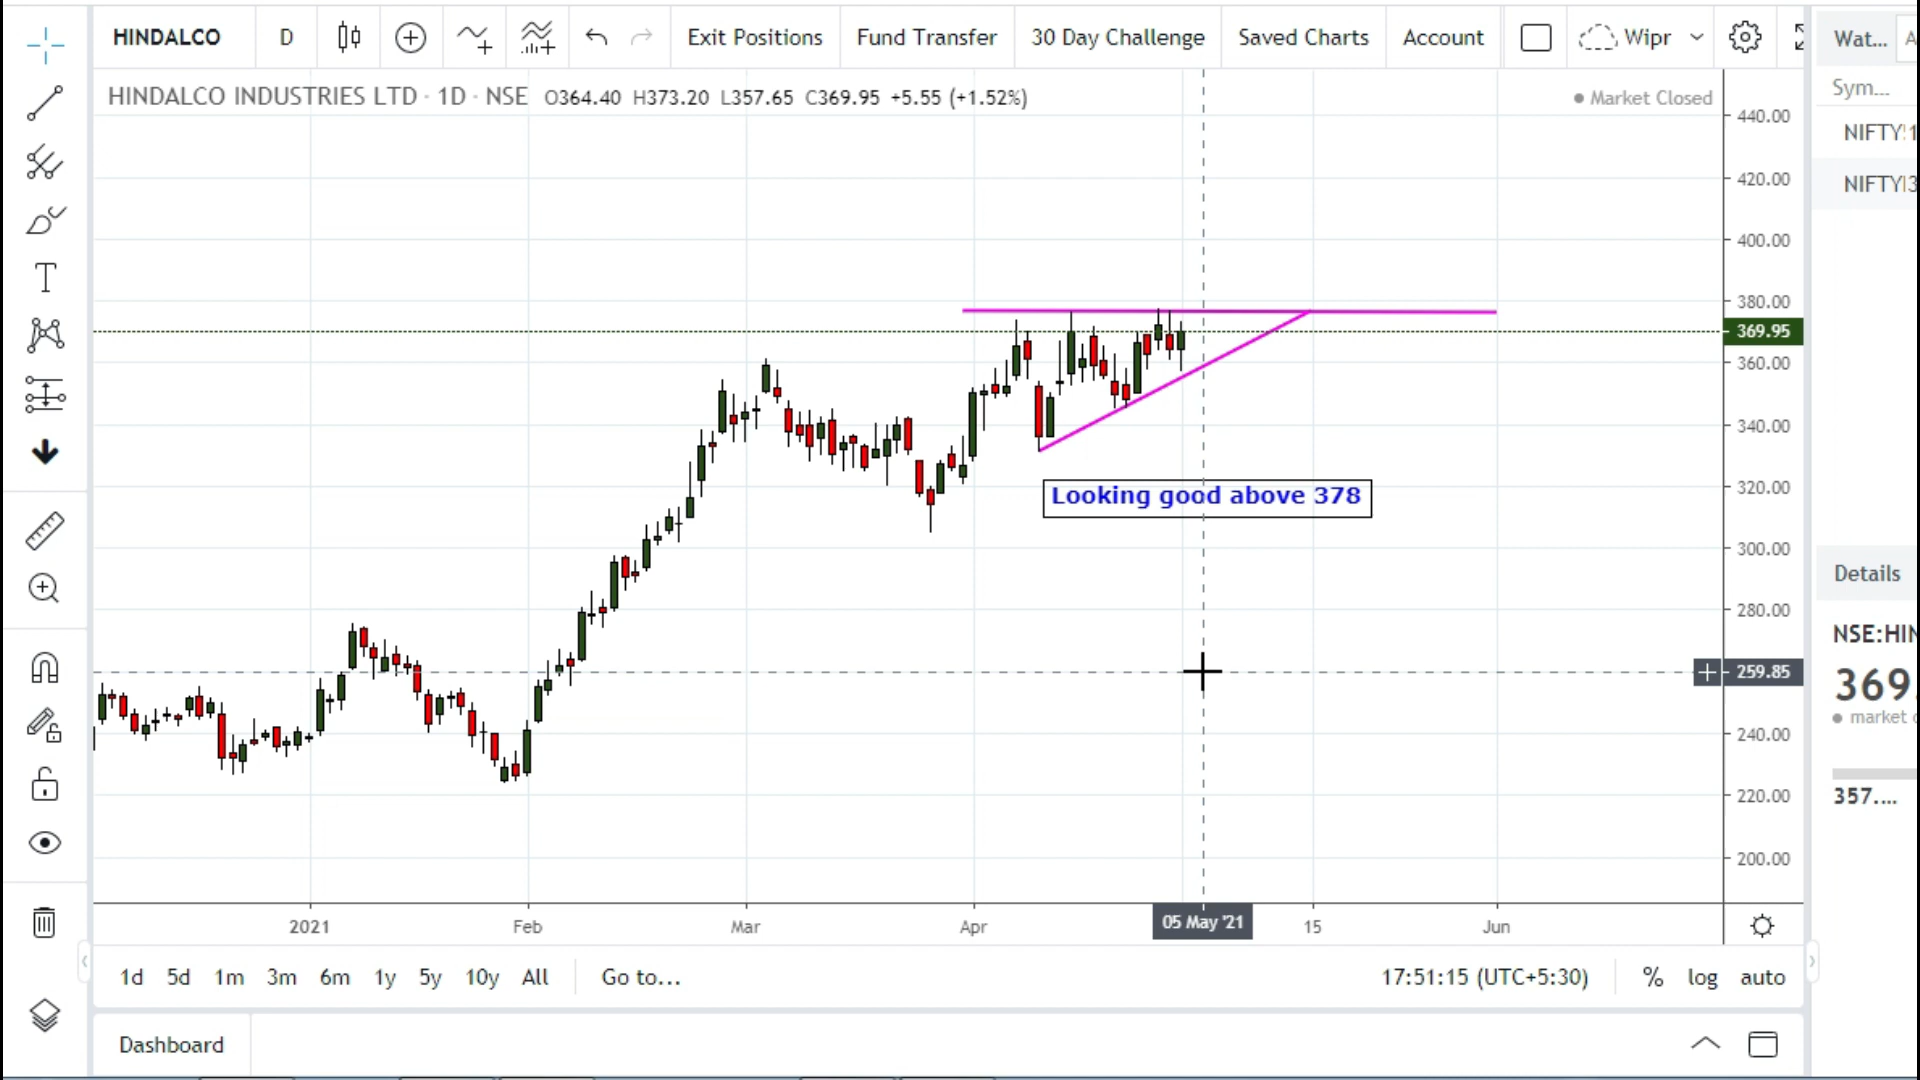 HINDALCO D Exit Positions Fund Transfer 30 Day Challenge Saved Charts Account Wipr Wat... A
HINDALCO INDUSTRIES LTD · 1D · NSE O364.40 H373.20 L357.65 C369.95 +5.55 (+1.52%) Market Closed
Sym...
440.00
NIFTY!1
420.00
NIFTYI3
400.00
380.00
369.95
360.00
340.00
320.00
Looking good above 378
300.00
Details
280.00
NSE:HIN
259.85
369.
market c
240.00
220.00
357....
200.00
2021 Feb Mar Apr 05 May '21 15 Jun
1d 5d 1m 3m 6m 1y 5y 10y All Go to... 17:51:15 (UTC+5:30) % log auto
Dashboard